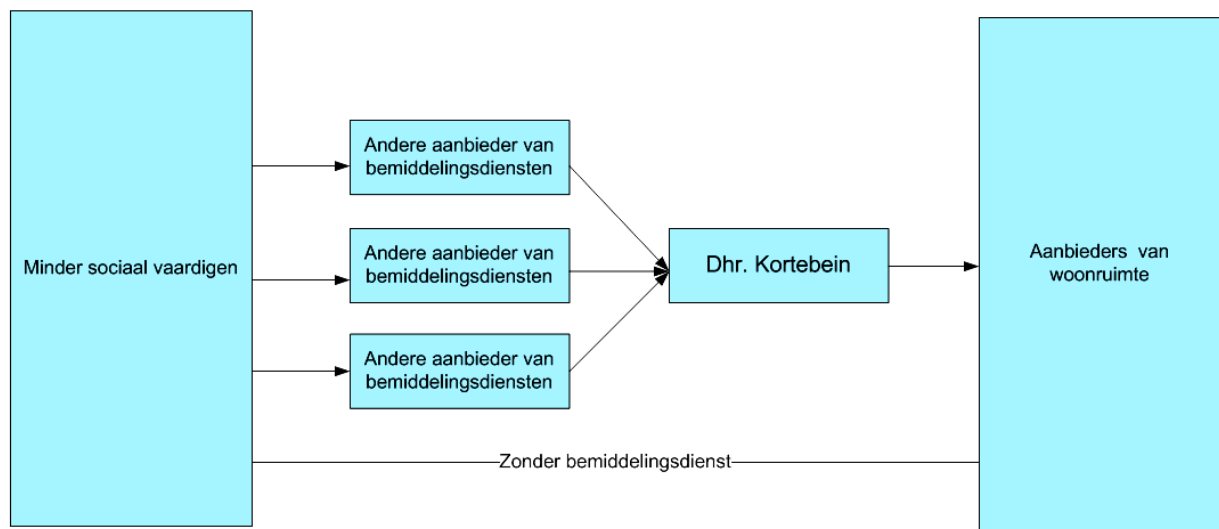 Minder sociaal vaardigen
Andere aanbieder van
bemiddelingsdiensten
Andere aanbieder van
bemiddelingsdiensten
Andere aanbieder van
bemiddelingsdiensten
Dhr. Kortebein
Aanbieders van
woonruimte
Zonder bemiddelingsdienst